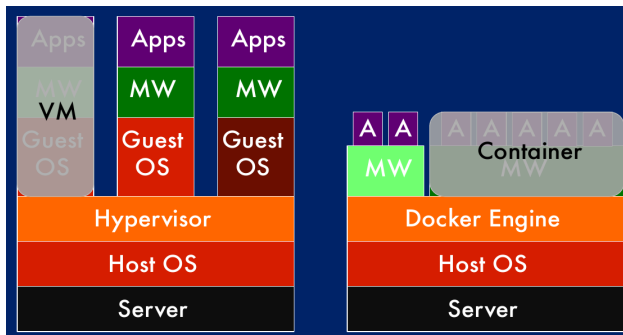 Apps
MW
VM
Guest
OS
Apps
MW
Guest
OS
Apps
MW
Guest
OS
Hypervisor
Host OS
Server
A A
MW
A A A A A
Container
MW
Docker Engine
Host OS
Server